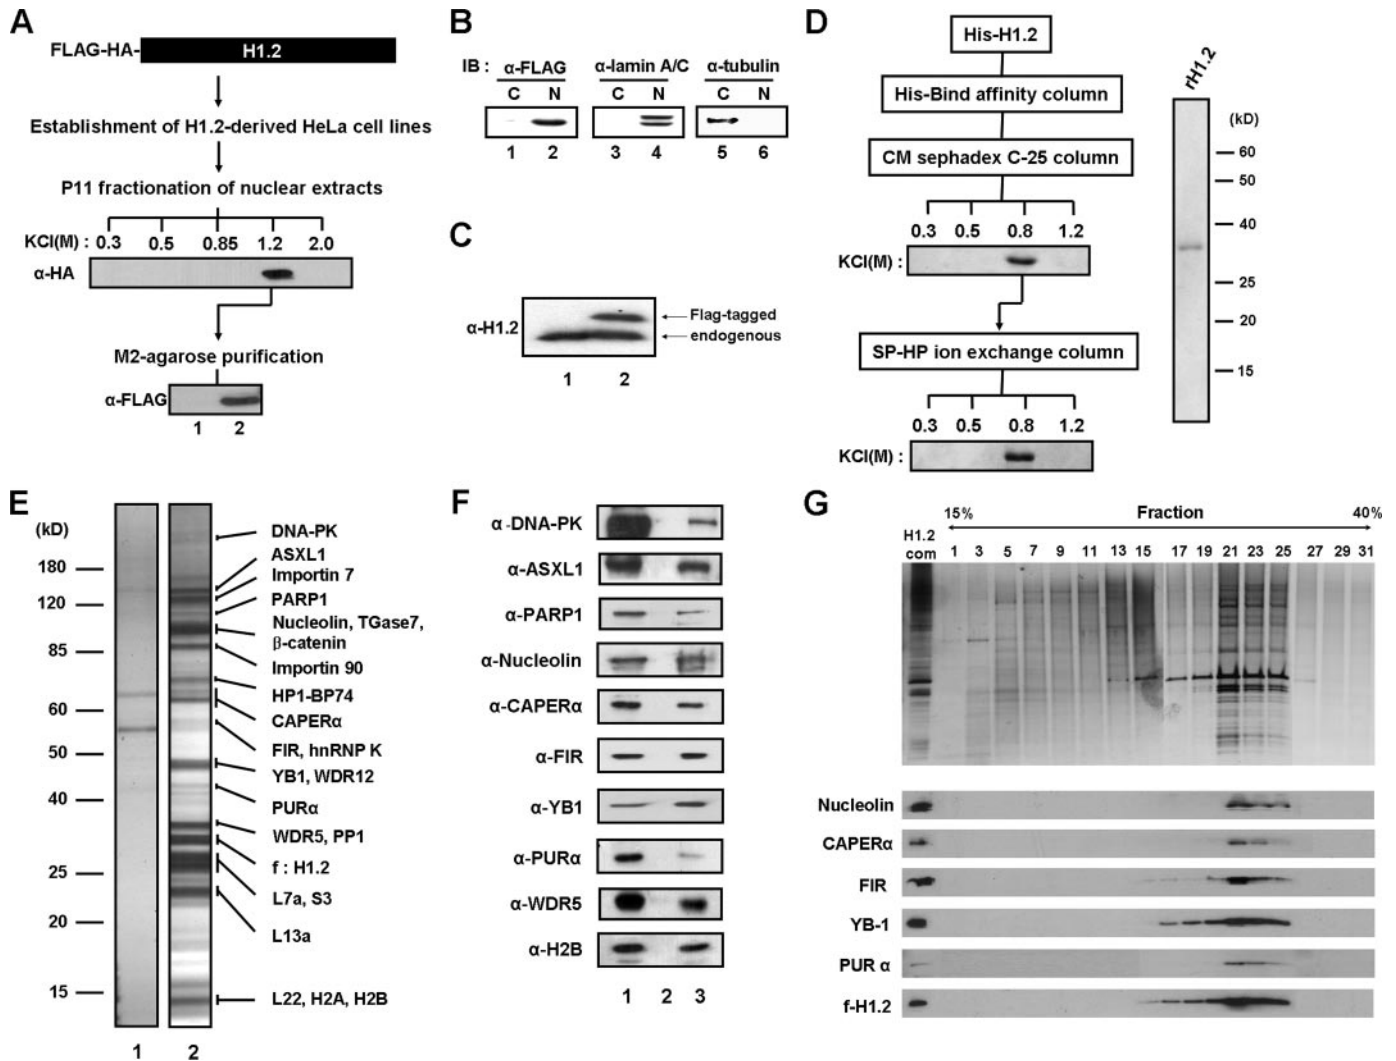 A
FLAG-HA- H1.2
Establishment of H1.2-derived HeLa cell lines
P11 fractionation of nuclear extracts
KCl(M) : 0.3 0.5 0.85 1.2 2.0
α-HA
M2-agarose purification
α-FLAG
1 2
B
IB : α-FLAG α-lamin A/C α-tubulin
C N C N C N
1 2 3 4 5 6
C
α-H1.2
Flag-tagged
endogenous
1 2
D
His-H1.2
His-Bind affinity column
CM sephadex C-25 column
0.3 0.5 0.8 1.2
KCl(M) :
SP-HP ion exchange column
0.3 0.5 0.8 1.2
KCl(M) :
rH1.2
(kD)
60
50
40
25
20
15
E
(kD)
180
120
85
60
50
40
25
20
15
DNA-PK
ASXL1
Importin 7
PARP1
Nucleolin, TGase7,
β-catenin
Importin 90
HP1-BP74
CAPERα
FIR, hnRNP K
YB1, WDR12
PURα
WDR5, PP1
f : H1.2
L7a, S3
L13a
L22, H2A, H2B
1 2
F
α-DNA-PK
α-ASXL1
α-PARP1
α-Nucleolin
α-CAPERα
α-FIR
α-YB1
α-PURα
α-WDR5
α-H2B
1 2 3
G
15% Fraction 40%
H1.2
com 1 3 5 7 9 11 13 15 17 19 21 23 25 27 29 31
Nucleolin
CAPERα
FIR
YB-1
PUR α
f-H1.2